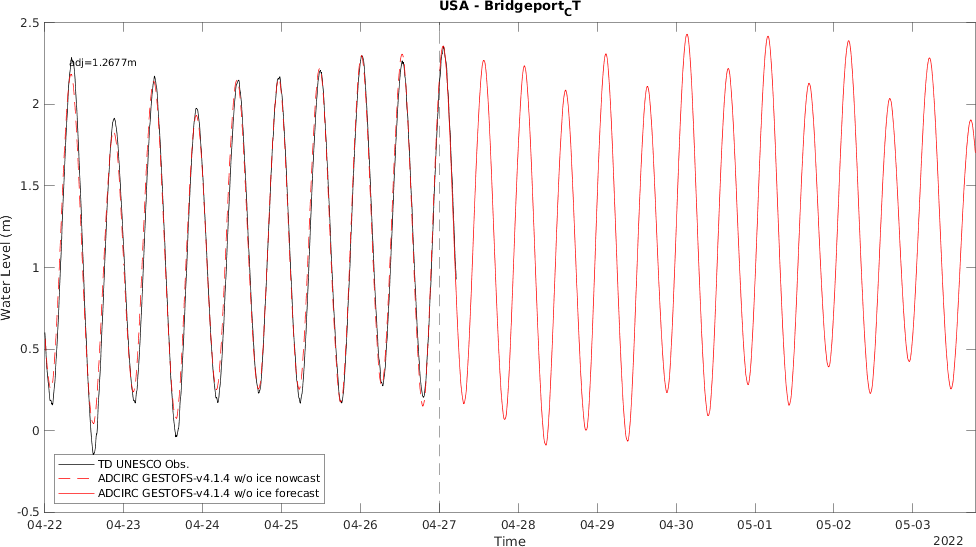 USA - Bridgeport_CT
2.5
adj=1.2677m
2
1.5
Water Level (m)
1
0.5
0
TD UNESCO Obs.
ADCIRC GESTOFS-v4.1.4 w/o ice nowcast
ADCIRC GESTOFS-v4.1.4 w/o ice forecast
-0.5
04-22 04-23 04-24 04-25 04-26 04-27 04-28 04-29 04-30 05-01 05-02 05-03
Time
2022